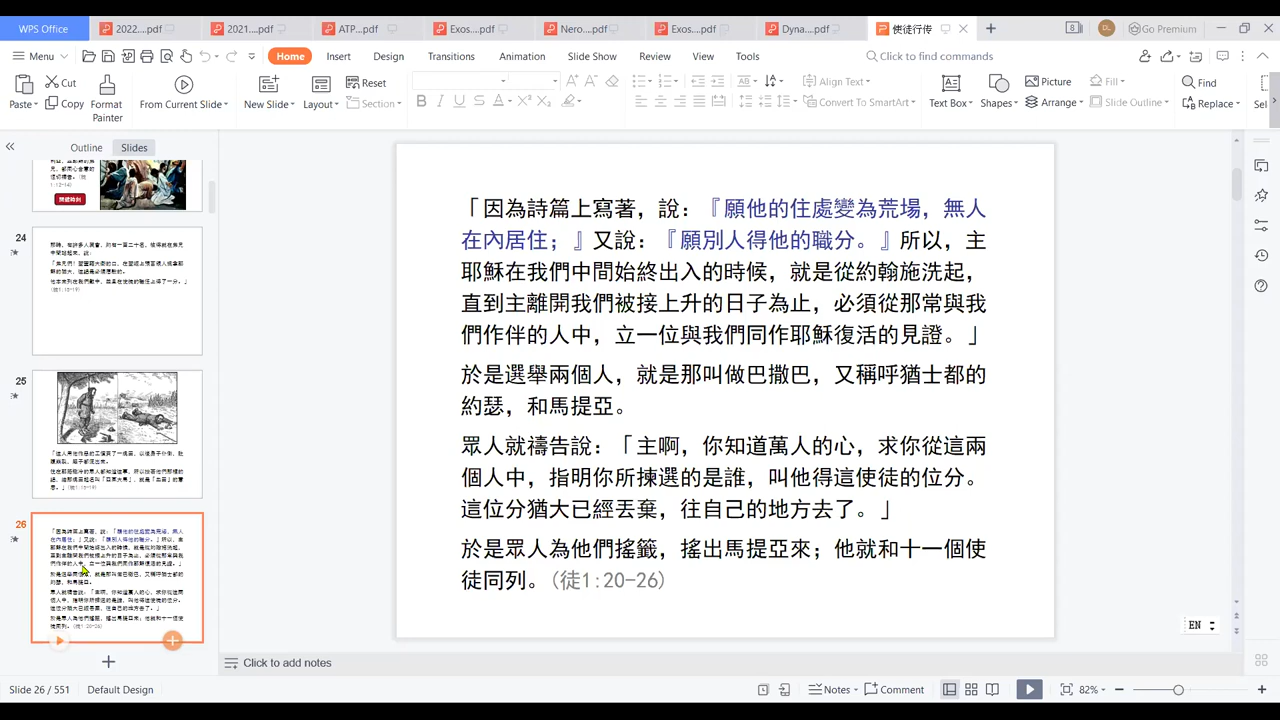 WPS Office
2022....pdf
2021....pdf
ATP....pdf
Exos....pdf
Nero....pdf
Exos....pdf
Dyna....pdf
使徒行传
DL
Go Premium
Menu
Home
Insert
Design
Transitions
Animation
Slide Show
Review
View
Tools
Click to find commands
Cut
Copy
Format
Painter
From Current Slide
New Slide
Layout
Reset
Section
Align Text
Convert To SmartArt
Text Box
Shapes
Picture
Arrange
Fill
Slide Outline
Find
Replace
Outline
Slides
24
25
26
「因為詩篇上寫著，說：『願他的住處變為荒場，無人
在內居住；』又說：『願別人得他的職分。』所以，主
耶穌在我們中間始終出入的時候，就是從約翰施洗起，
直到主離開我們被接上升的日子為止，必須從那常與我
們作伴的人中，立一位與我們同作耶穌復活的見證。」
於是選舉兩個人，就是那叫做巴撒巴，又稱呼猶士都的
約瑟，和馬提亞。
眾人就禱告說：「主啊，你知道萬人的心，求你從這兩
個人中，指明你所揀選的是誰，叫他得這使徒的位分。
這位分猶大已經丟棄，往自己的地方去了。」
於是眾人為他們搖籤，搖出馬提亞來；他就和十一個使
徒同列。(徒1:20-26)
EN
Click to add notes
Slide 26 / 551
Default Design
Notes
Comment
82%